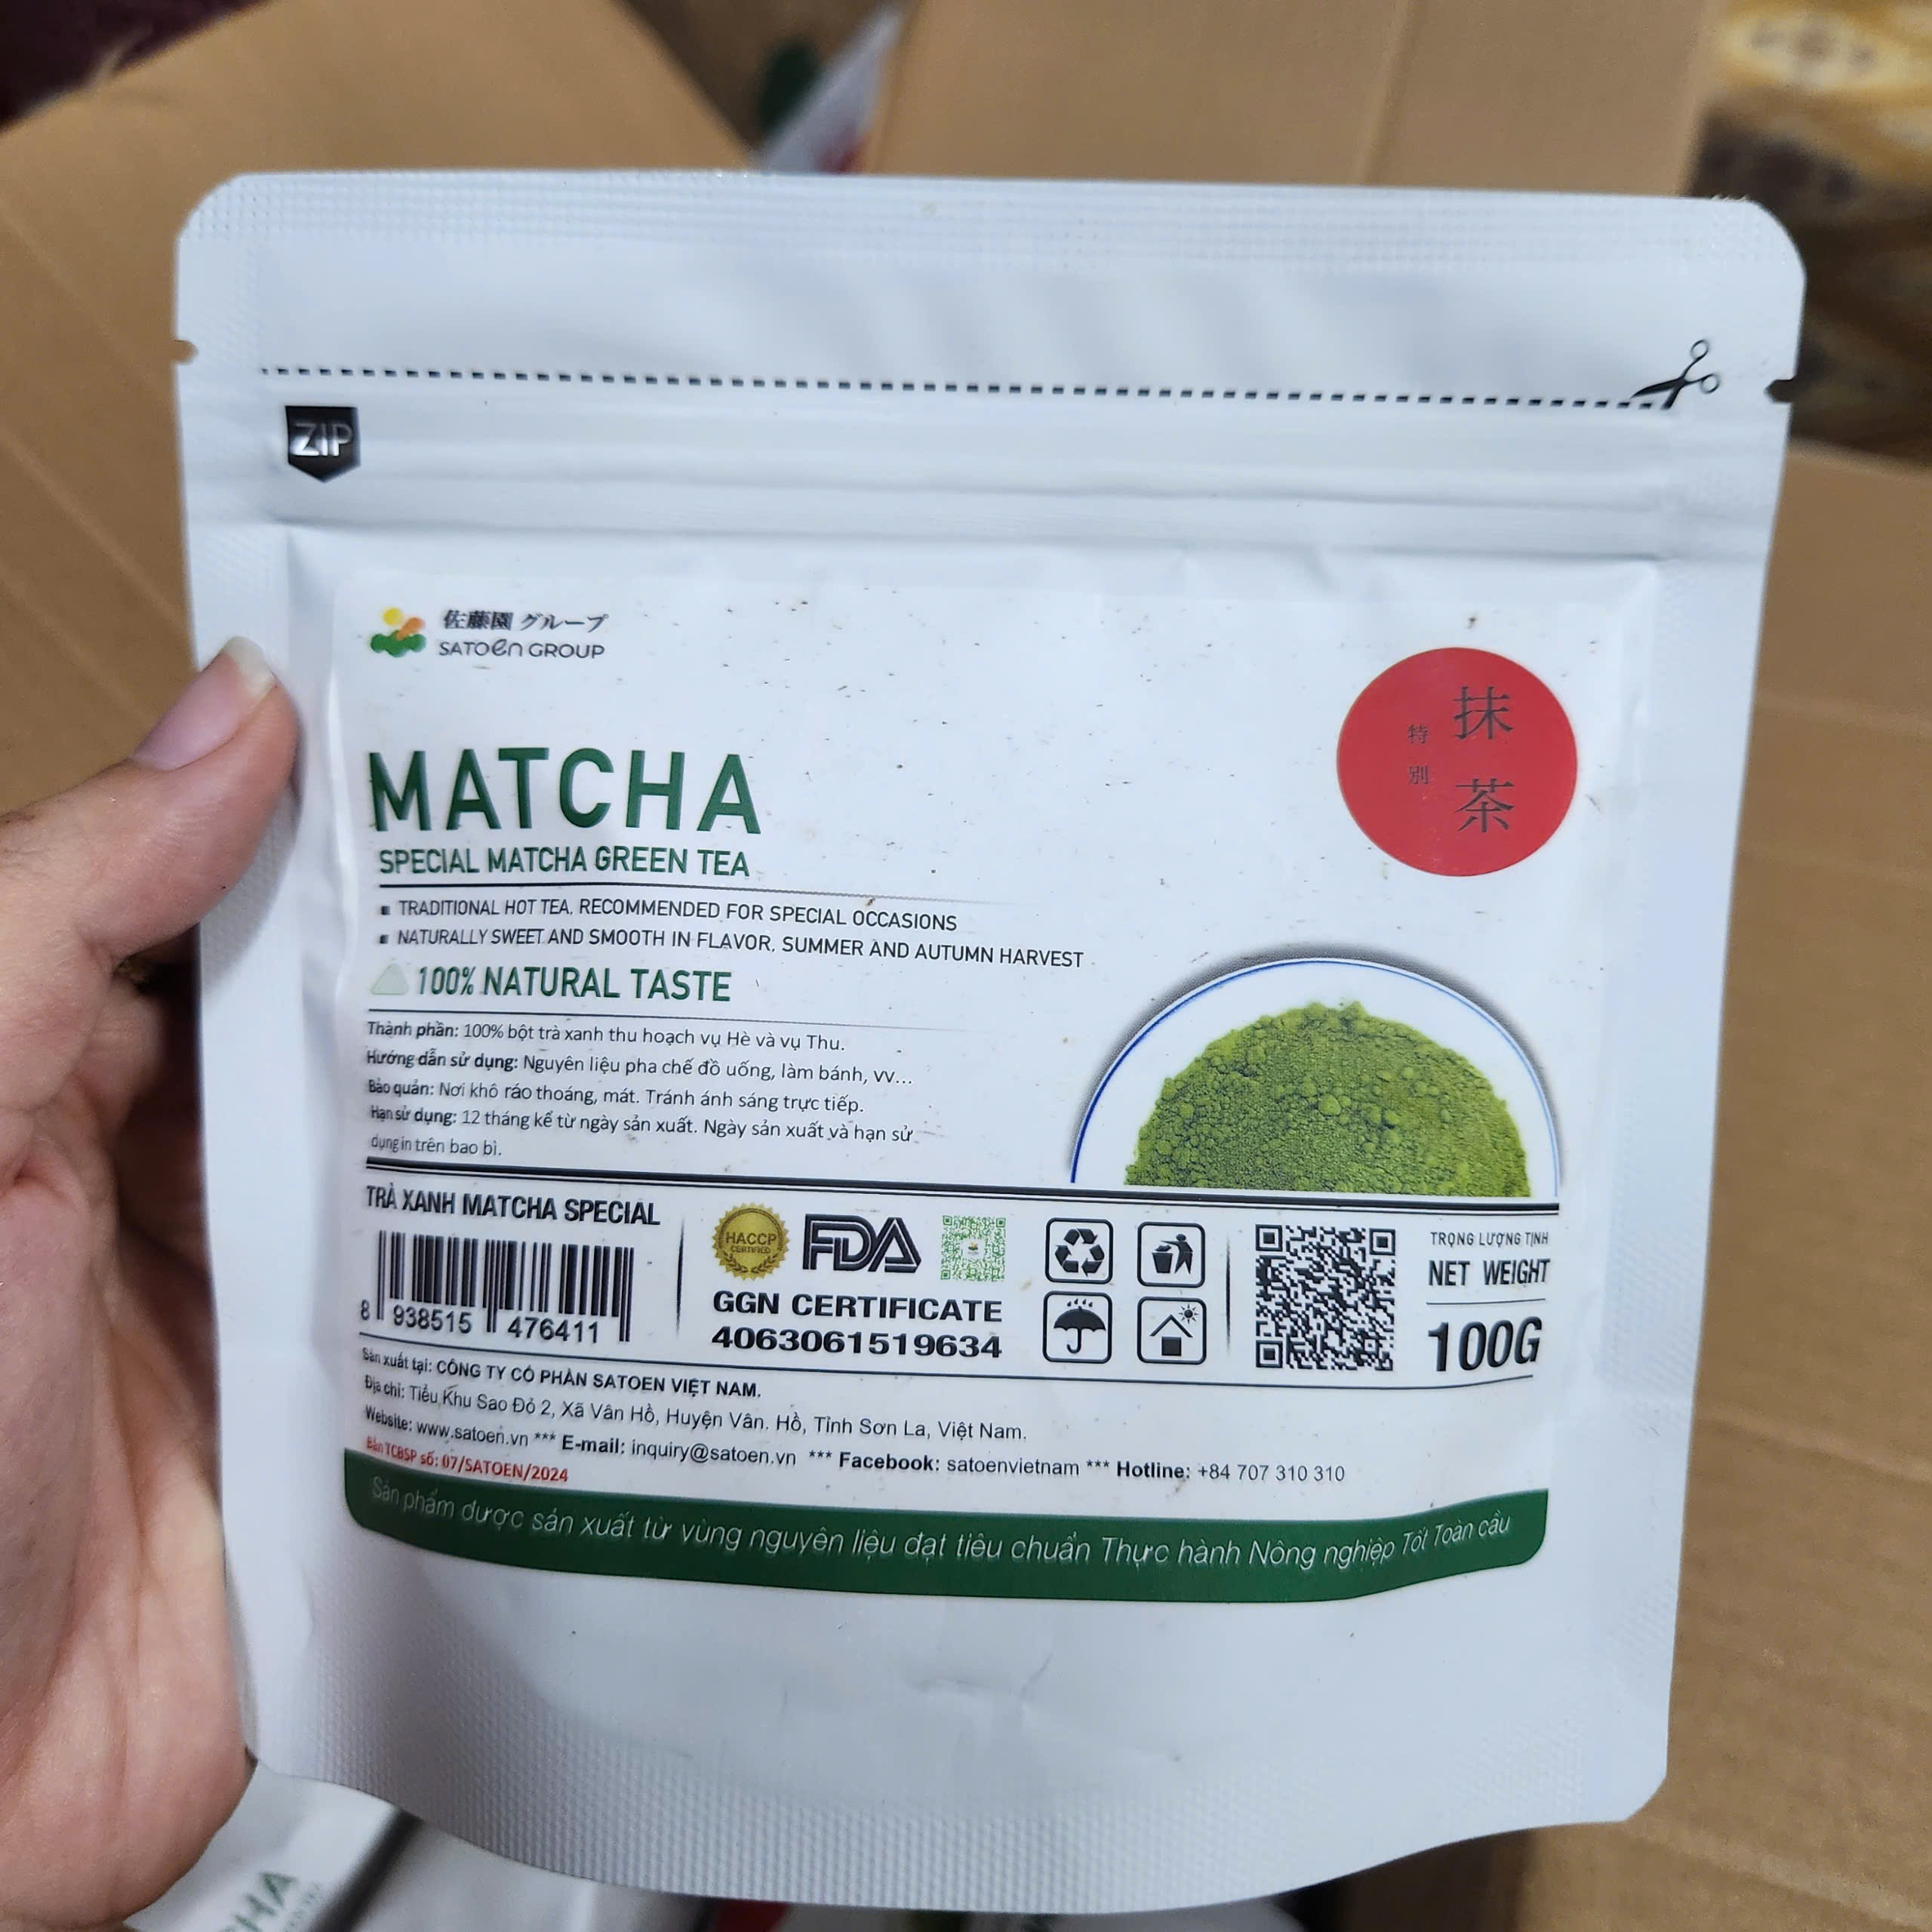 ZIP
佐藤園 グループ
SATOEN GROUP
抹茶
特別
MATCHA
SPECIAL MATCHA GREEN TEA
TRADITIONAL HOT TEA, RECOMMENDED FOR SPECIAL OCCASIONS
NATURALLY SWEET AND SMOOTH IN FLAVOR, SUMMER AND AUTUMN HARVEST
100% NATURAL TASTE
Thành phần: 100% bột trà xanh thu hoạch vụ Hè và vụ Thu.
Hướng dẫn sử dụng: Nguyên liệu pha chế đồ uống, làm bánh, vv...
Bảo quản: Nơi khô ráo thoáng, mát. Tránh ánh sáng trực tiếp.
Hạn sử dụng: 12 tháng kể từ ngày sản xuất. Ngày sản xuất và hạn sử
dụng in trên bao bì.
TRÀ XANH MATCHA SPECIAL
8 938515 476411
HACCP
CERTIFIED
FDA
GGN CERTIFICATE
4063061519634
TRỌNG LƯỢNG TỊNH
NET WEIGHT
100G
Sản xuất tại: CÔNG TY CỔ PHẦN SATOEN VIỆT NAM.
Địa chỉ: Tiểu Khu Sao Đỏ 2, Xã Vân Hồ, Huyện Vân. Hồ, Tỉnh Sơn La, Việt Nam.
Website: www.satoen.vn *** E-mail: inquiry@satoen.vn *** Facebook: satoenvietnam *** Hotline: +84 707 310 310
Bản TCBSP số: 07/SATOEN/2024
Sản phẩm được sản xuất từ vùng nguyên liệu đạt tiêu chuẩn Thực hành Nông nghiệp Tốt Toàn cầu